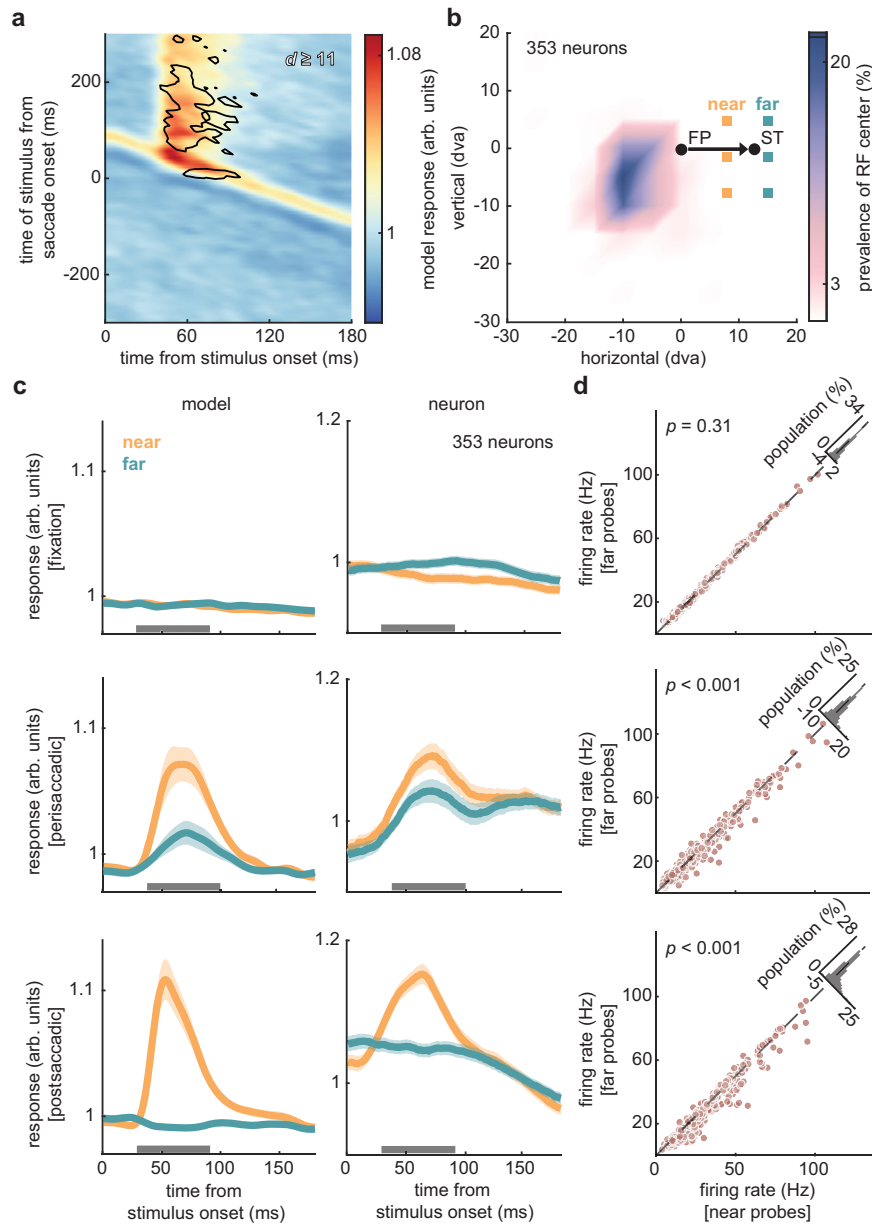 a
d ≥ 11
time of stimulus from
saccade onset (ms)
200
0
-200
0
60
120
180
time from stimulus onset (ms)
1.08
1
model response (arb. units)
b
353 neurons
near
far
FP
ST
vertical (dva)
20
10
0
-10
-20
-30
-30
-20
-10
0
10
20
horizontal (dva)
20
3
prevalence of RF center (%)
c
model
neuron
near
far
353 neurons
response (arb. units)
[fixation]
1.1
1
1.2
1
response (arb. units)
[perisaccadic]
1.1
1
1.2
1
response (arb. units)
[postsaccadic]
1.1
1
1.2
1
0
50
100
150
0
50
100
150
time from
stimulus onset (ms)
time from
stimulus onset (ms)
d
p = 0.31
population (%)
34
0
-4
2
firing rate (Hz)
[far probes]
100
60
20
p < 0.001
population (%)
25
0
-10
20
firing rate (Hz)
[far probes]
100
60
20
p < 0.001
population (%)
28
0
-5
25
firing rate (Hz)
[far probes]
100
60
20
0
50
100
firing rate (Hz)
[near probes]